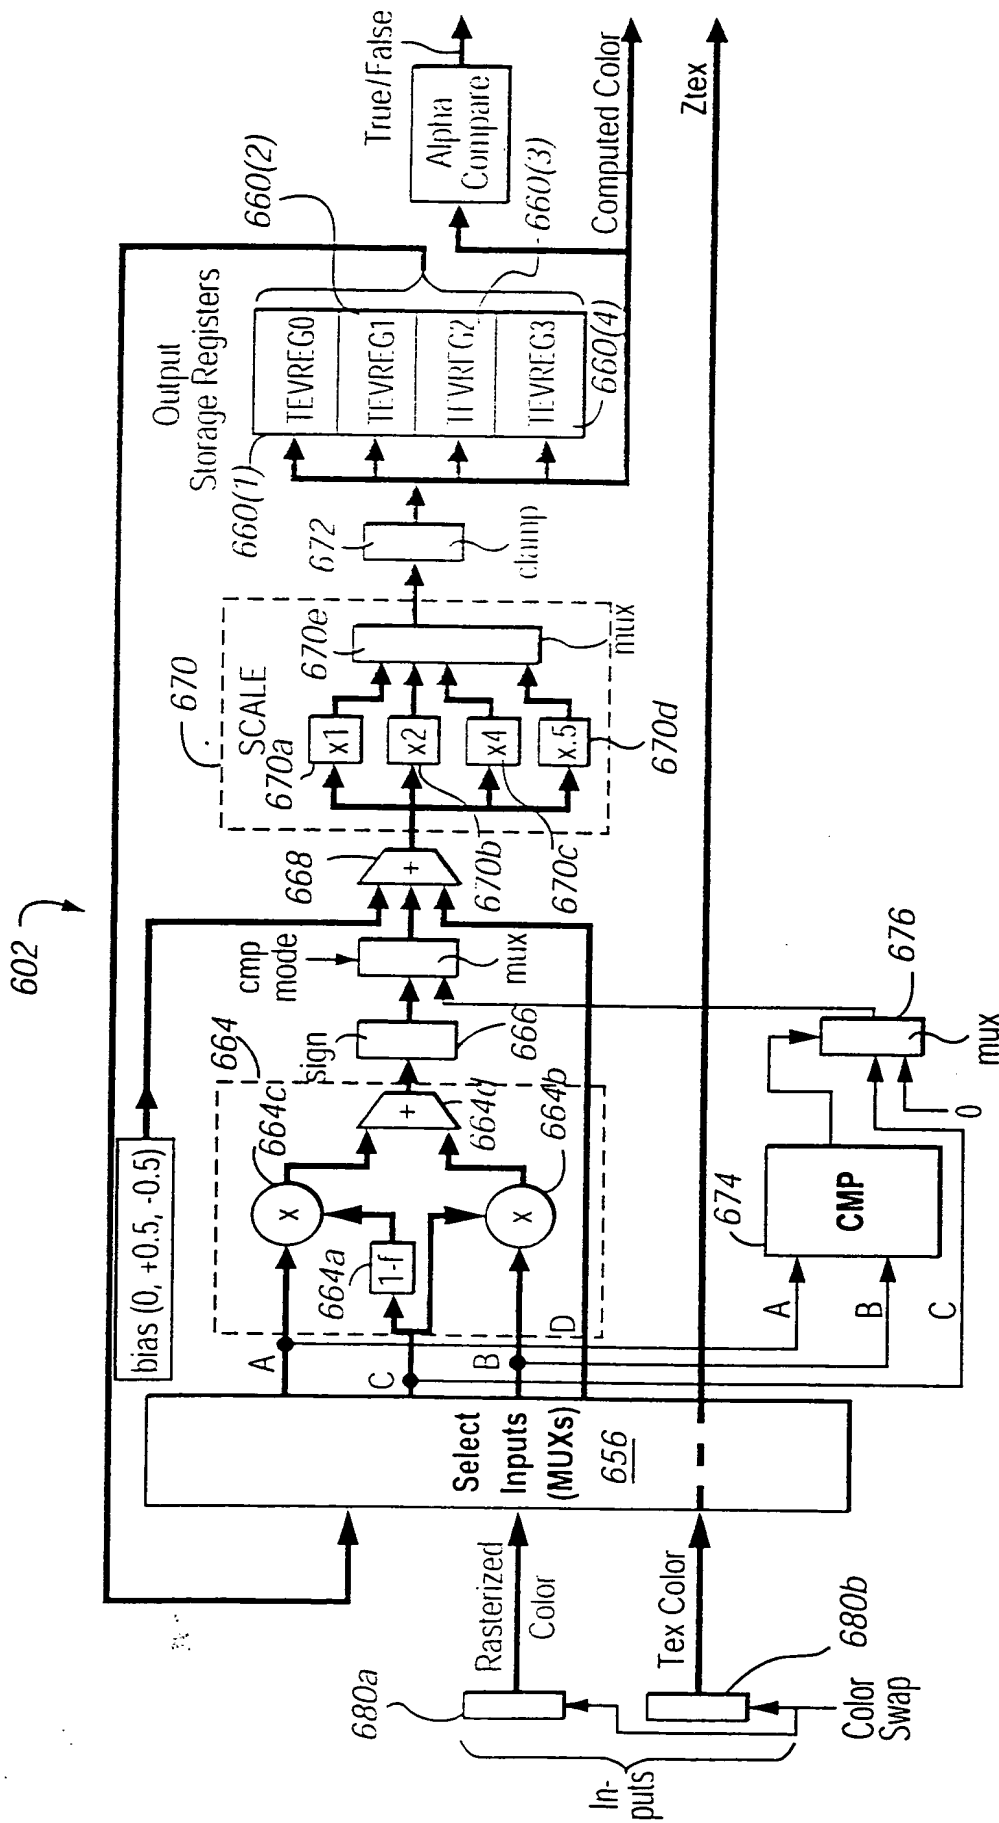 602
bias (0, +0.5, -0.5)
Output
Storage Registers
660(1)
660(2)
TEVREG0
TEVREG1
TEVREG2
TEVREG3
660(3)
660(4)
True/False
Alpha
Compare
Computed Color
Ztex
670
SCALE
670a
x1
x2
x4
x.5
670b
670c
670d
670e
mux
672
clamp
668
+
cmp
mode
mux
sign
666
664
664c
x
664a
1-f
664d
+
664b
x
A
C
B
D
Select
Inputs
(MUXs)
656
674
CMP
A
B
C
0
676
mux
680a
Rasterized
Color
Tex Color
680b
Color
Swap
In-
puts